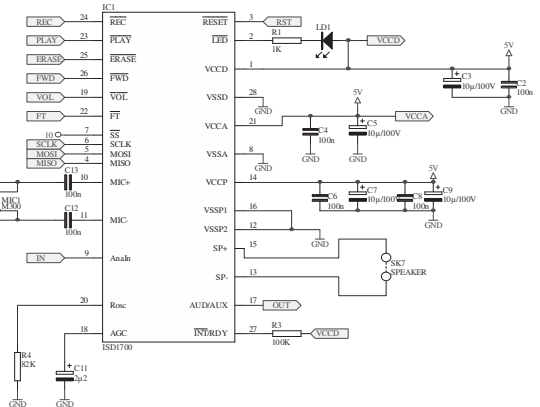 IC1
REC 24 REC RESET 3 RST
PLAY 23 PLAY LED 2 R1 1K LD1 VCCD
ERASE 25 ERASE
FWD 26 FWD VCCD 1 5V
C3 10µ/100V C2 100n
GND
VOL 19 VOL VSSD 28 GND
FT 22 FT VCCA 21 5V VCCA
C4 100n C5 10µ/100V
GND
10 7 SS
SCLK 6 SCLK
MOSI 5 MOSI VSSA 8 GND
MISO 4 MISO
C13 100n 10 MIC+ VCCP 14 5V
MIC1
M300
C6 100n C7 10µ/100V C8 100n C9 10µ/100V
GND
C12 100n 11 MIC- VSSP1 16
VSSP2 12 GND
IN 9 AnaIn SP+ 15
SP- 13 SK7
SPEAKER
20 Rosc AUD/AUX 17 OUT
18 AGC INT/RDY 27 R3 100K VCCD
ISD1700
R4
82K
C11
2µ2
GND GND